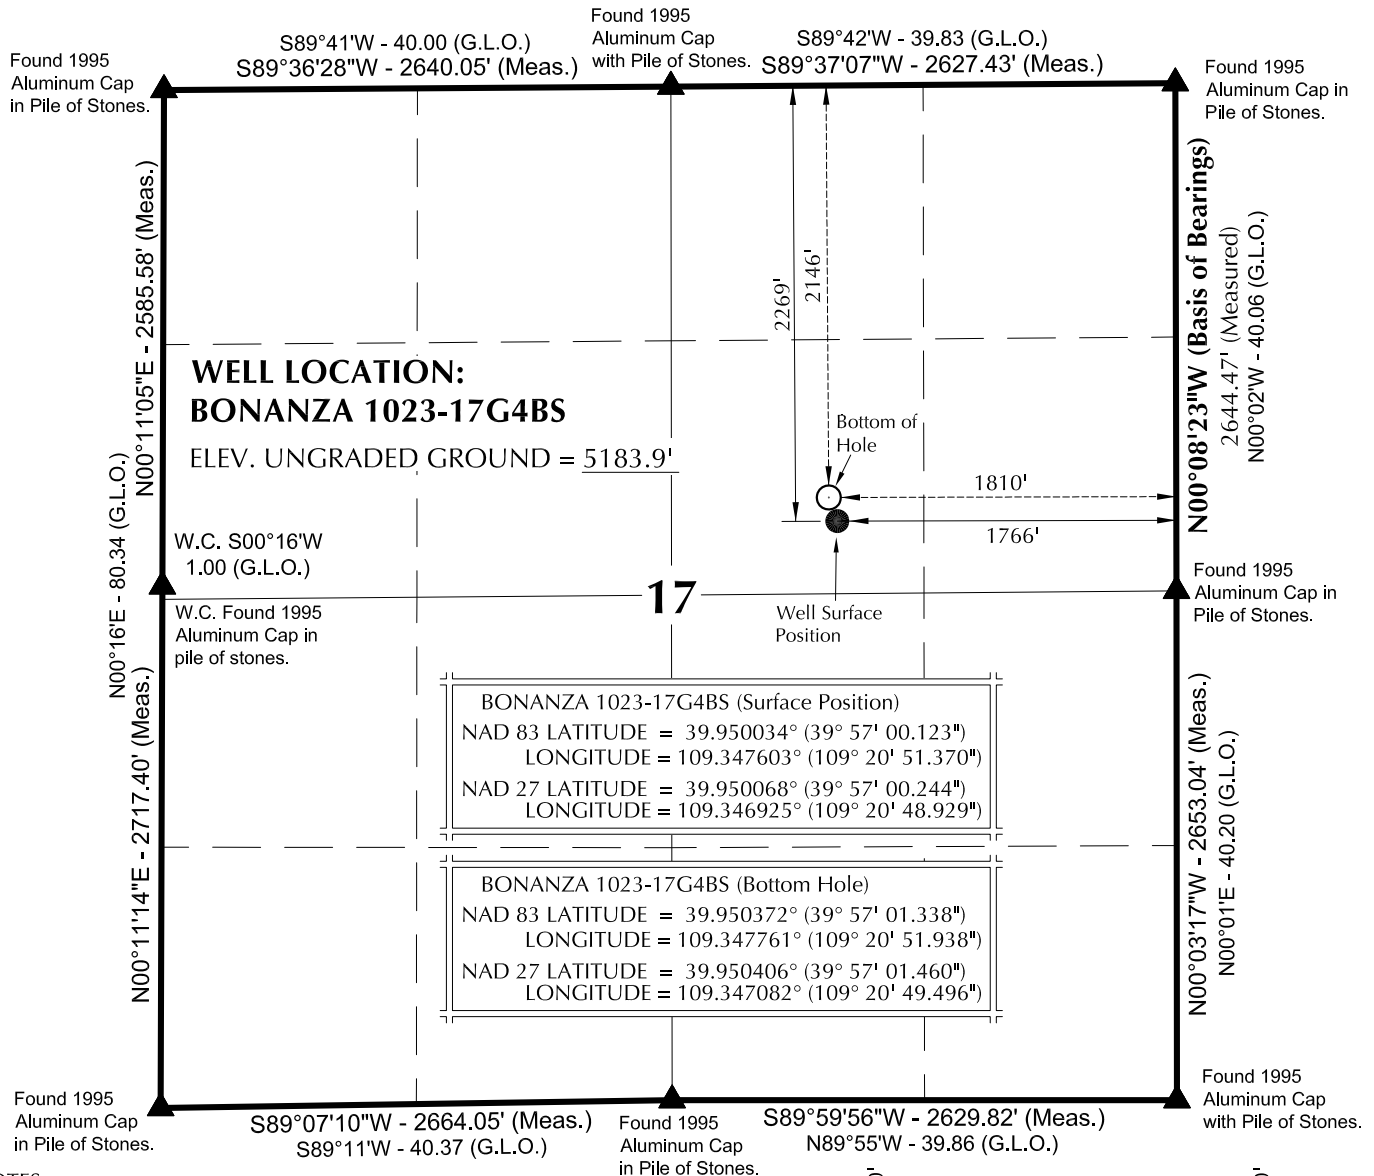 Found 1995
Aluminum Cap
in Pile of Stones.
S89°41'W - 40.00 (G.L.O.)
S89°36'28"W - 2640.05' (Meas.)
Found 1995
Aluminum Cap
with Pile of Stones.
S89°42'W - 39.83 (G.L.O.)
S89°37'07"W - 2627.43' (Meas.)
Found 1995
Aluminum Cap in
Pile of Stones.
N00°11'05"E - 2585.58' (Meas.)
N00°16'E - 80.34 (G.L.O.)
2269'
2146'
N00°08'23"W (Basis of Bearings)
2644.47' (Measured)
N00°02'W - 40.06 (G.L.O.)
WELL LOCATION:
BONANZA 1023-17G4BS
ELEV. UNGRADED GROUND = 5183.9'
Bottom of
Hole
1810'
1766'
W.C. S00°16'W
1.00 (G.L.O.)
W.C. Found 1995
Aluminum Cap in
pile of stones.
17
Well Surface
Position
Found 1995
Aluminum Cap in
Pile of Stones.
N00°11'14"E - 2717.40' (Meas.)
BONANZA 1023-17G4BS (Surface Position)
NAD 83 LATITUDE = 39.950034° (39° 57' 00.123")
LONGITUDE = 109.347603° (109° 20' 51.370")
NAD 27 LATITUDE = 39.950068° (39° 57' 00.244")
LONGITUDE = 109.346925° (109° 20' 48.929")
BONANZA 1023-17G4BS (Bottom Hole)
NAD 83 LATITUDE = 39.950372° (39° 57' 01.338")
LONGITUDE = 109.347761° (109° 20' 51.938")
NAD 27 LATITUDE = 39.950406° (39° 57' 01.460")
LONGITUDE = 109.347082° (109° 20' 49.496")
N00°03'17"W - 2653.04' (Meas.)
N00°01'E - 40.20 (G.L.O.)
Found 1995
Aluminum Cap
in Pile of Stones.
S89°07'10"W - 2664.05' (Meas.)
S89°11'W - 40.37 (G.L.O.)
Found 1995
Aluminum Cap
in Pile of Stones.
S89°59'56"W - 2629.82' (Meas.)
N89°55'W - 39.86 (G.L.O.)
Found 1995
Aluminum Cap
with Pile of Stones.